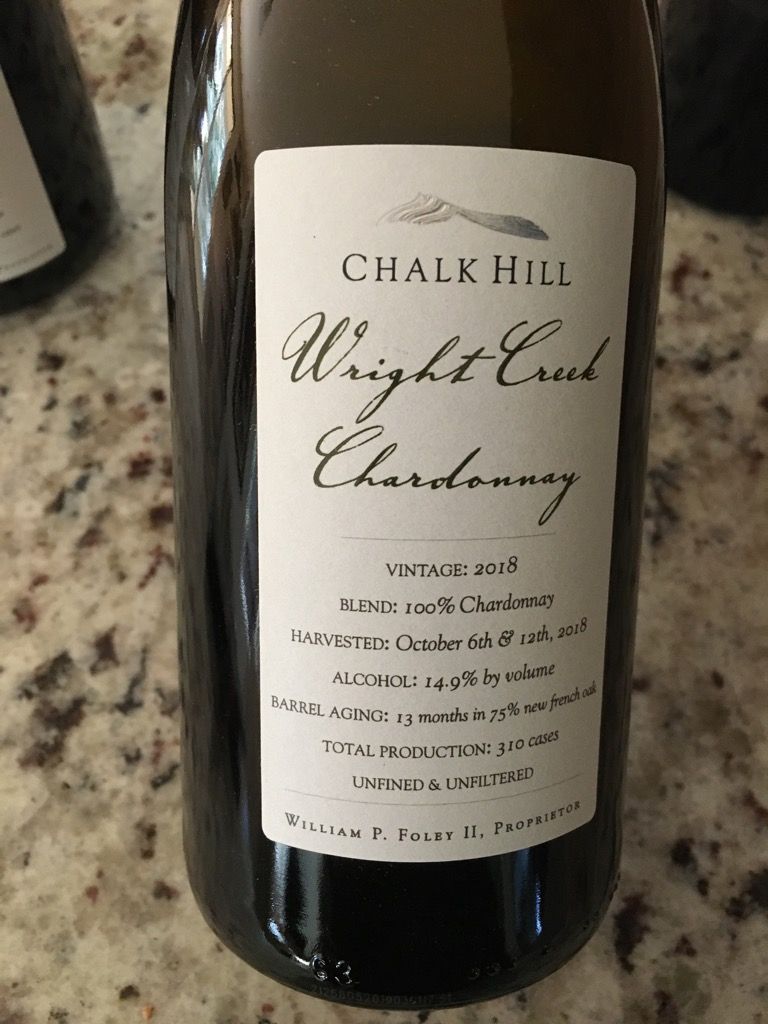 CHALK HILL
Wright Creek
Chardonnay
VINTAGE: 2018
BLEND: 100% Chardonnay
HARVESTED: October 6th & 12th, 2018
ALCOHOL: 14.9% by volume
BARREL AGING: 13 months in 75% new french oak
TOTAL PRODUCTION: 310 cases
UNFINED & UNFILTERED
WILLIAM P. FOLEY II, PROPRIETOR